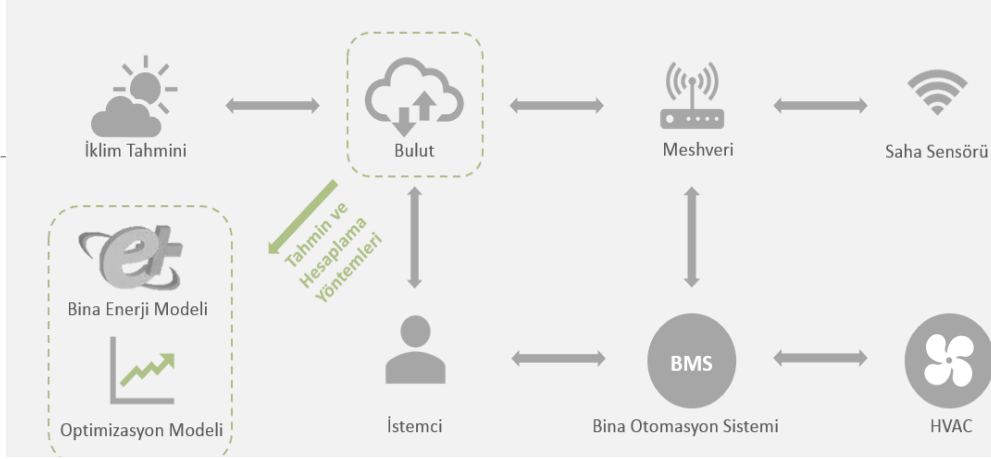 İklim Tahmini
Bulut
Meshveri
Saha Sensörü
Tahmin ve
Hesaplama
Yöntemleri
e+
Bina Enerji Modeli
Optimizasyon Modeli
İstemci
BMS
Bina Otomasyon Sistemi
HVAC